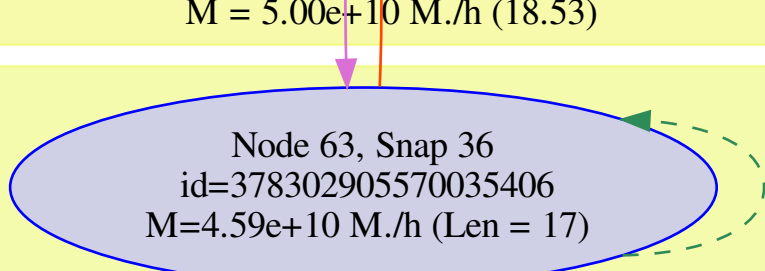 M = 5.00e+10 M./h (18.53)
Node 63, Snap 36
id=378302905570035406
M=4.59e+10 M./h (Len = 17)